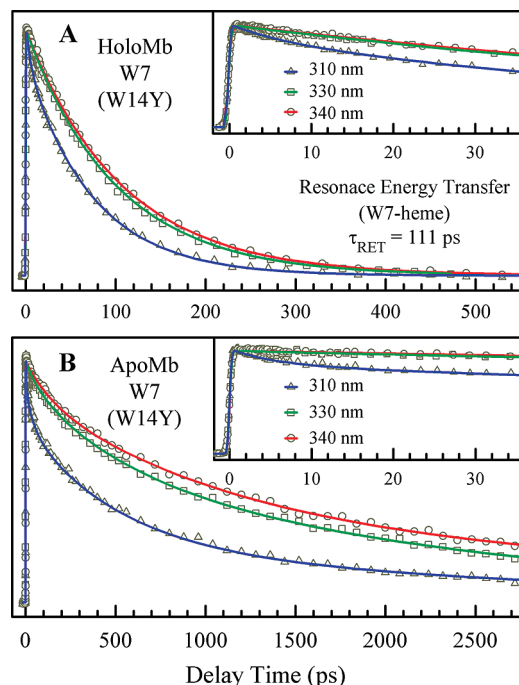 A
HoloMb
W7
(W14Y)
310 nm
330 nm
340 nm
0 10 20 30
Resonace Energy Transfer
(W7-heme)
τRET = 111 ps
0 100 200 300 400 500
B
ApoMb
W7
(W14Y)
310 nm
330 nm
340 nm
0 10 20 30
0 500 1000 1500 2000 2500
Delay Time (ps)